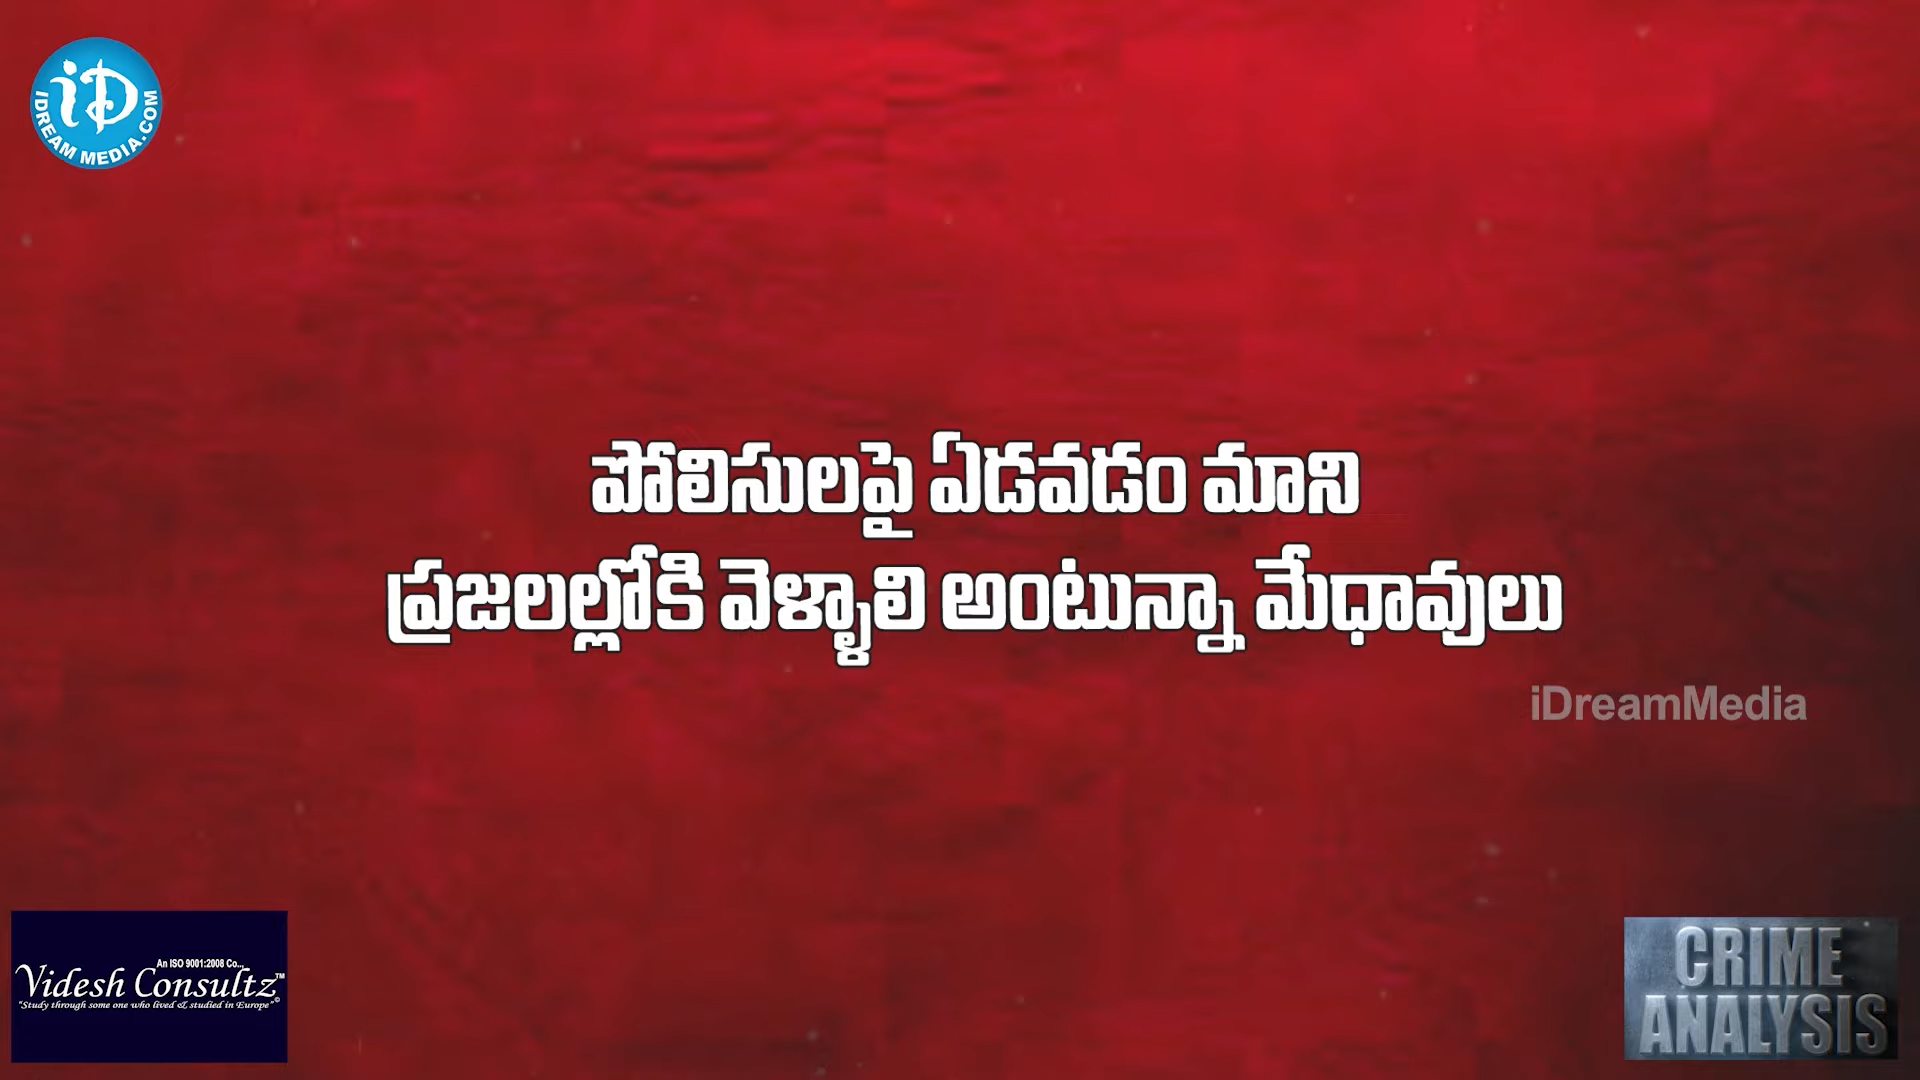 iD
IDREAM MEDIA.COM
పోలిసులపై ఏడవడం మాని
ప్రజలల్లోకి వెళ్ళాలి అంటున్నా మేధావులు
iDreamMedia
An ISO 9001:2008 Co..,
Videsh Consultz™
"Study through some one who lived & studied in Europe"©
CRIME
ANALYSIS